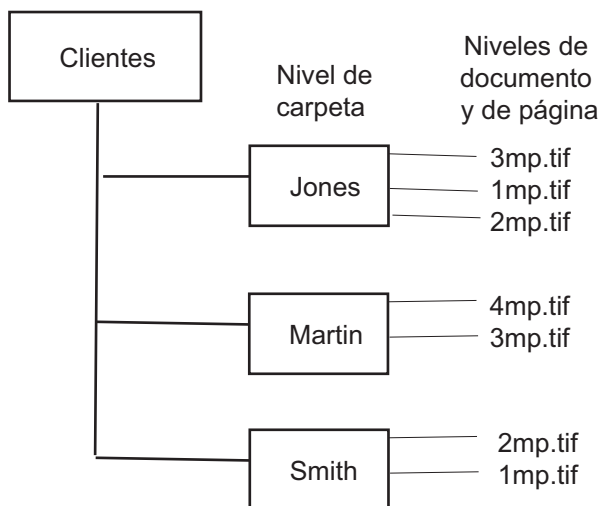 Clientes
Nivel de
carpeta
Niveles de
documento
y de página
Jones
3mp.tif
1mp.tif
2mp.tif
Martin
4mp.tif
3mp.tif
Smith
2mp.tif
1mp.tif